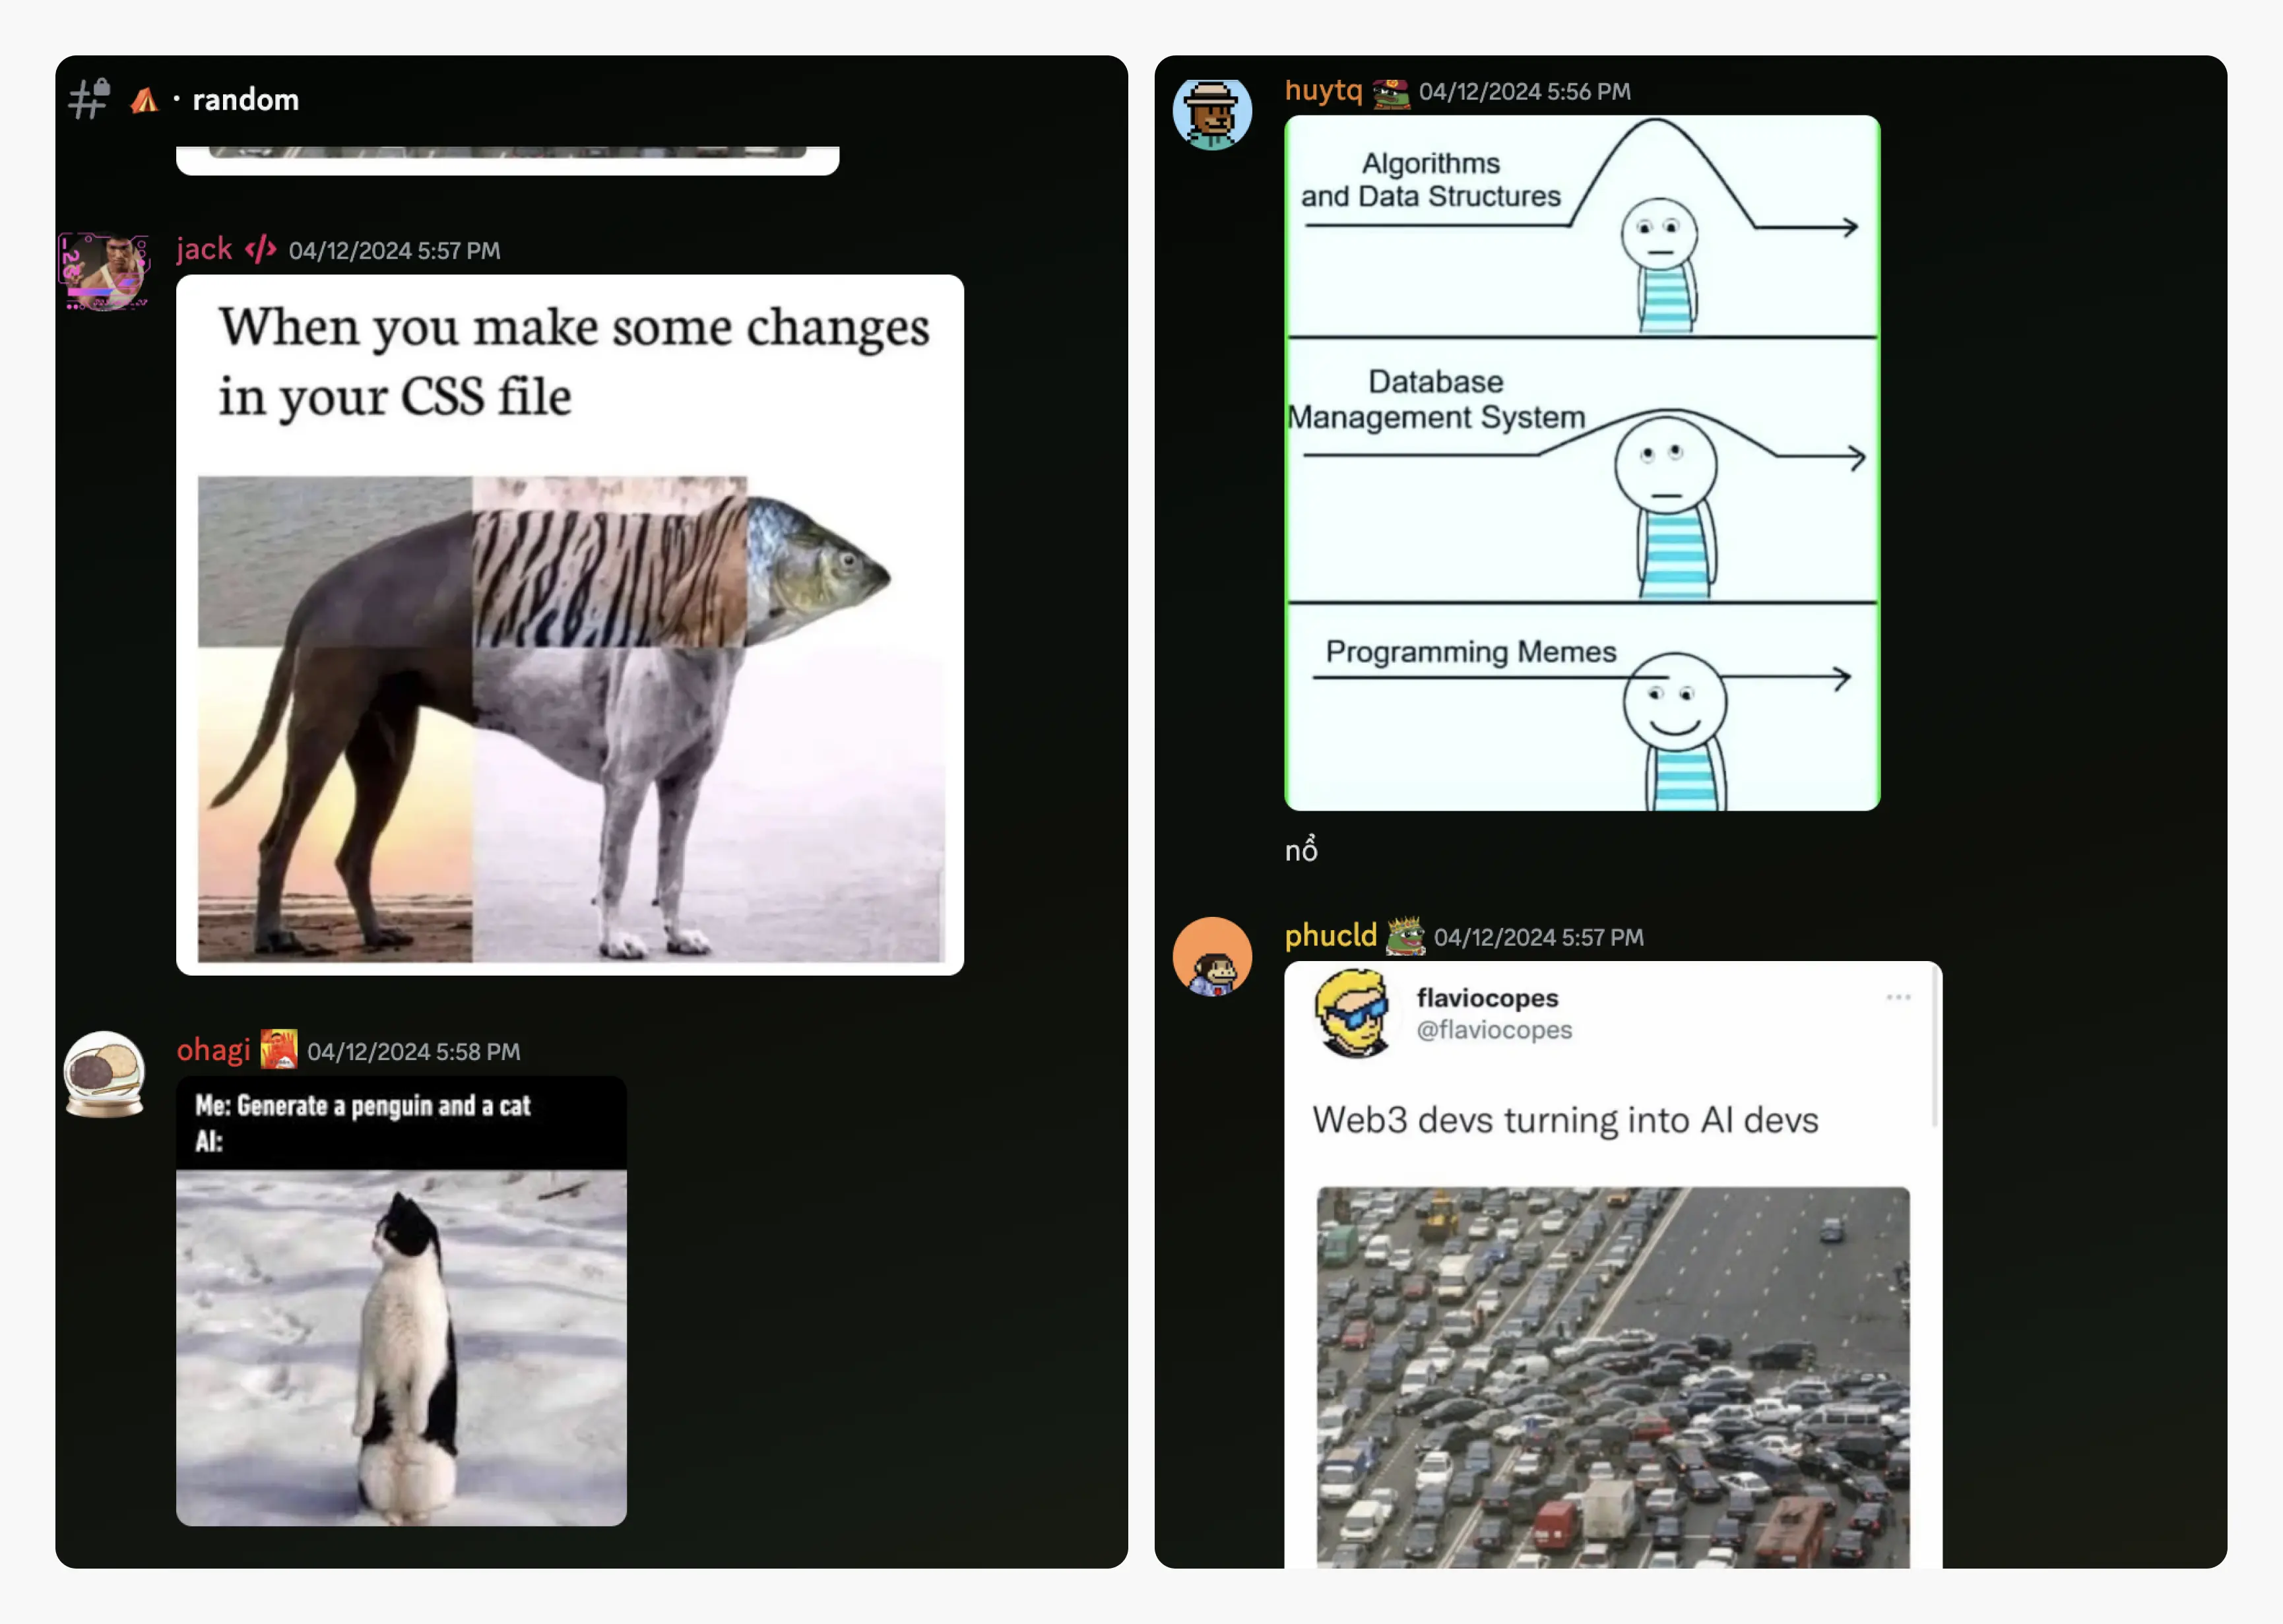 · random
jack </> 04/12/2024 5:57 PM
When you make some changes
in your CSS file
ohagi 04/12/2024 5:58 PM
Me: Generate a penguin and a cat
AI:
huytq 04/12/2024 5:56 PM
Algorithms
and Data Structures
Database
Management System
Programming Memes
nổ
phucld 04/12/2024 5:57 PM
flaviocopes
@flaviocopes
Web3 devs turning into AI devs